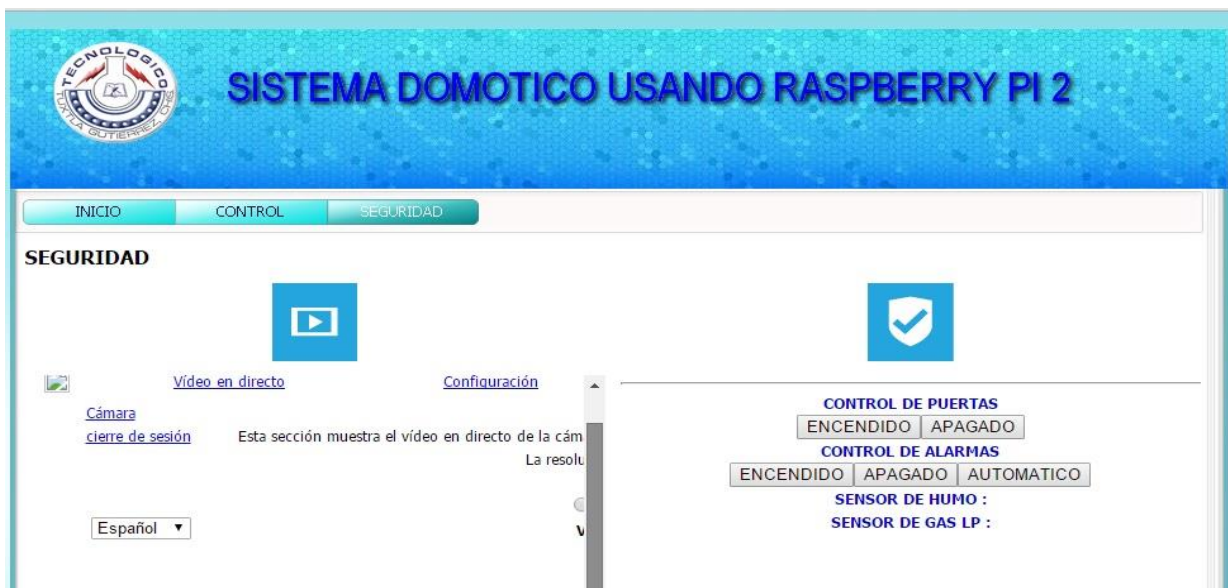 TECNOLOGICO
TUXTLA GUTIERREZ, CHIS.
SISTEMA DOMOTICO USANDO RASPBERRY PI 2
INICIO CONTROL SEGURIDAD
SEGURIDAD
Vídeo en directo Configuración
Cámara
cierre de sesión Esta sección muestra el vídeo en directo de la cám
La resolu
Español
V
CONTROL DE PUERTAS
ENCENDIDO APAGADO
CONTROL DE ALARMAS
ENCENDIDO APAGADO AUTOMATICO
SENSOR DE HUMO :
SENSOR DE GAS LP :